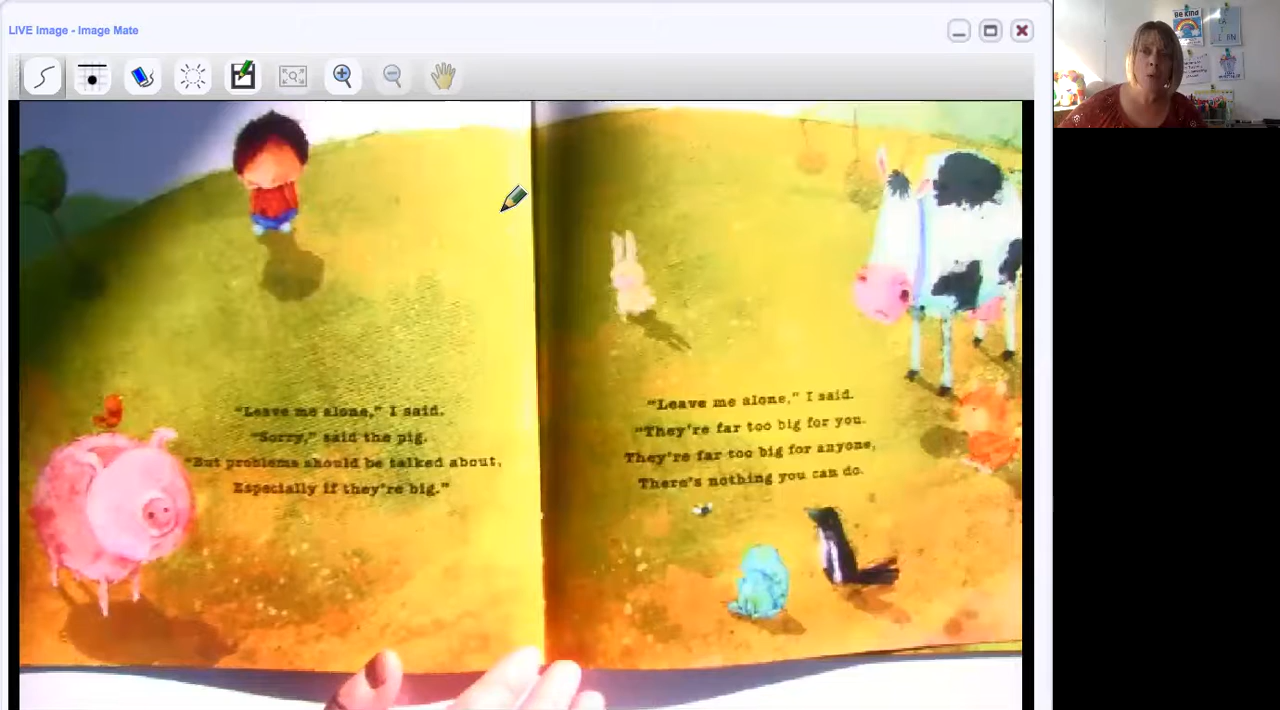 LIVE Image - Image Mate
Be Kind
"Leave me alone," I said.
"Sorry," said the pig.
"But problems should be talked about,
Especially if they're big."
"Leave me alone," I said.
"They're far too big for you.
They're far too big for anyone,
There's nothing you can do.